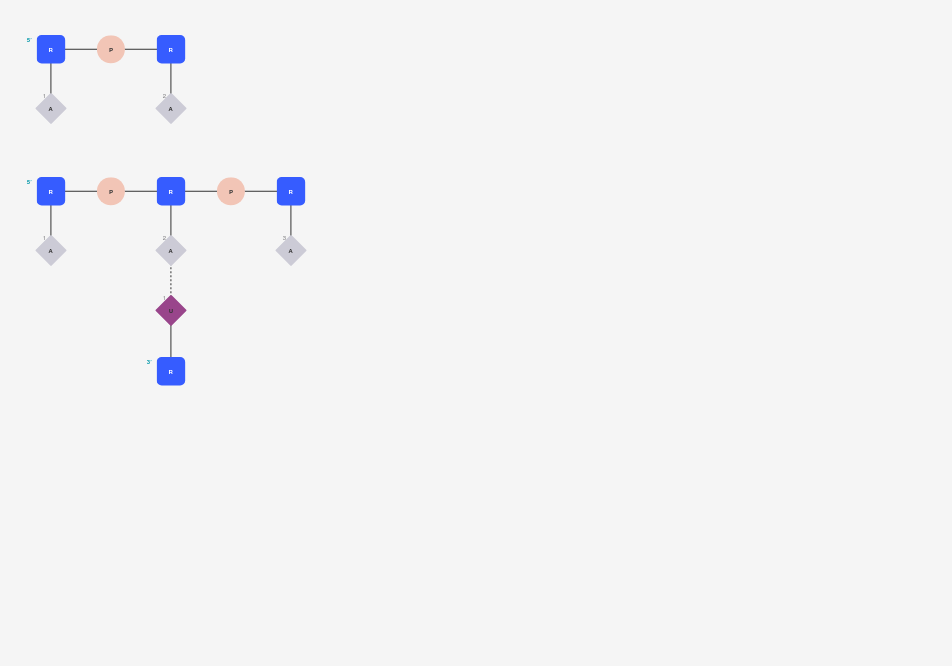 5' R P R
1 2
A A
5' R P R P R
1 2 3
A A A
1
U
3' R